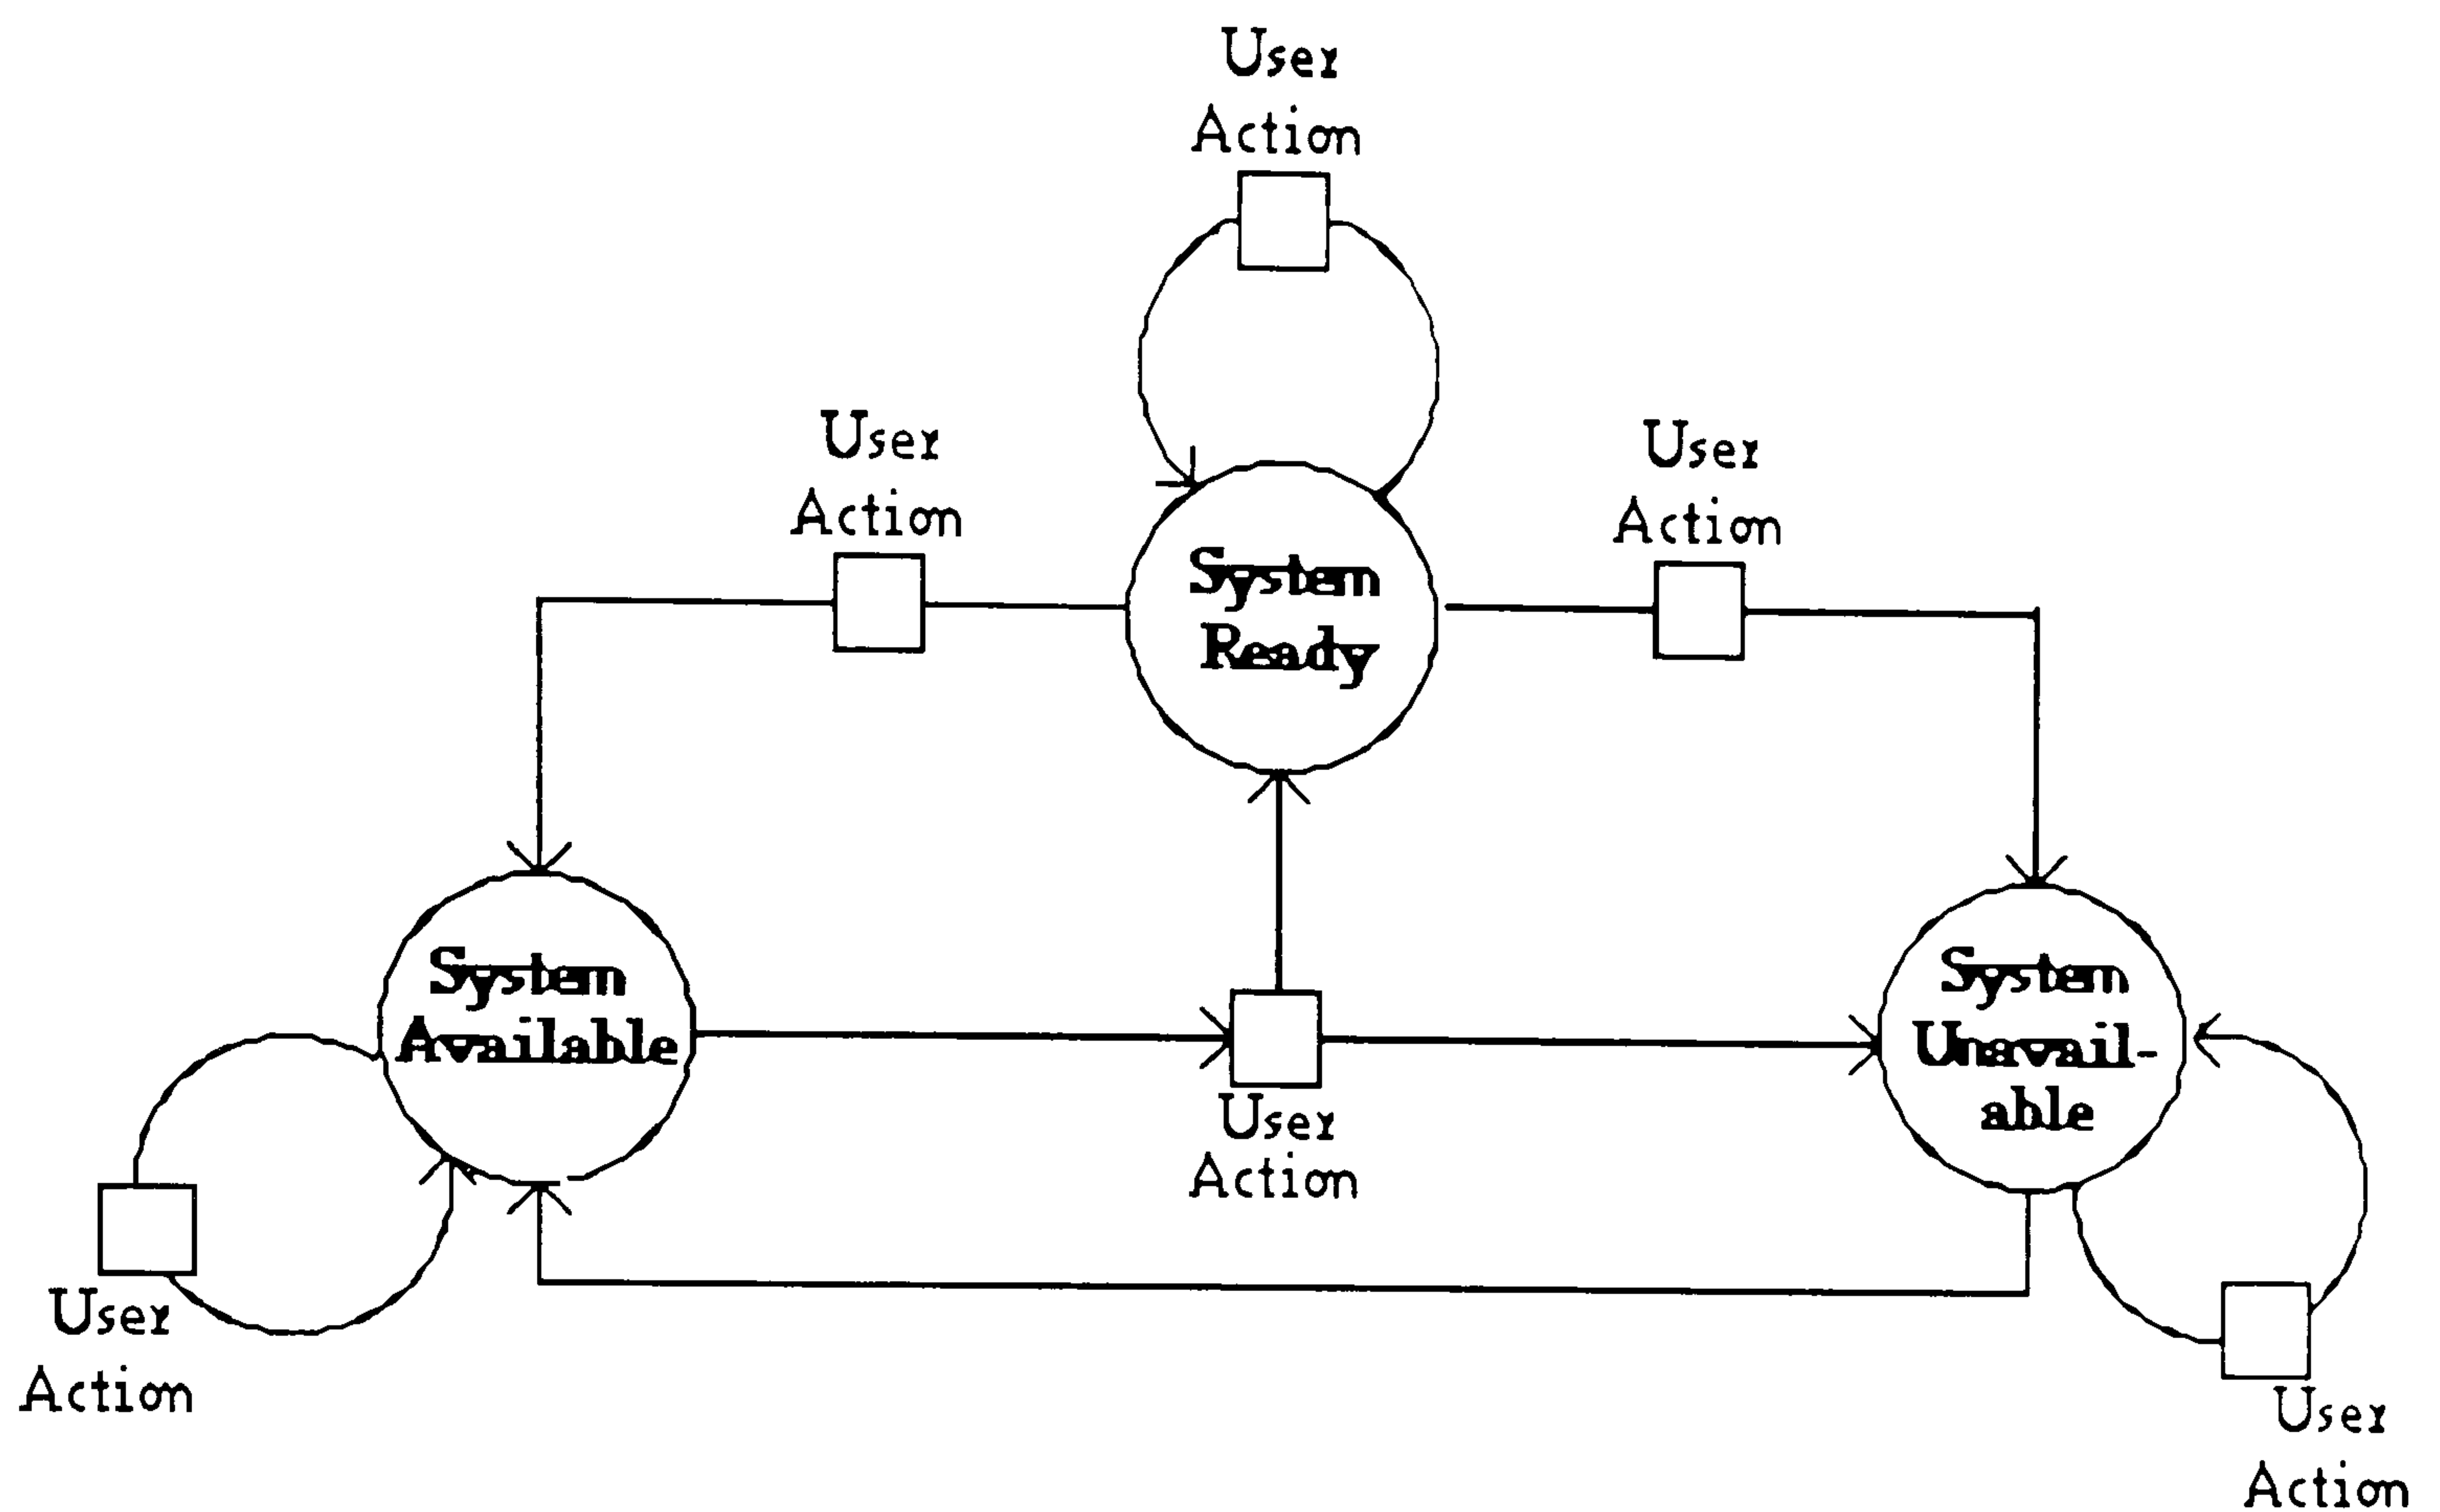 User
Action
User
Action
User
Action
System
Ready
System
Available
System
Unavail-
able
User
Action
User
Action
User
Action